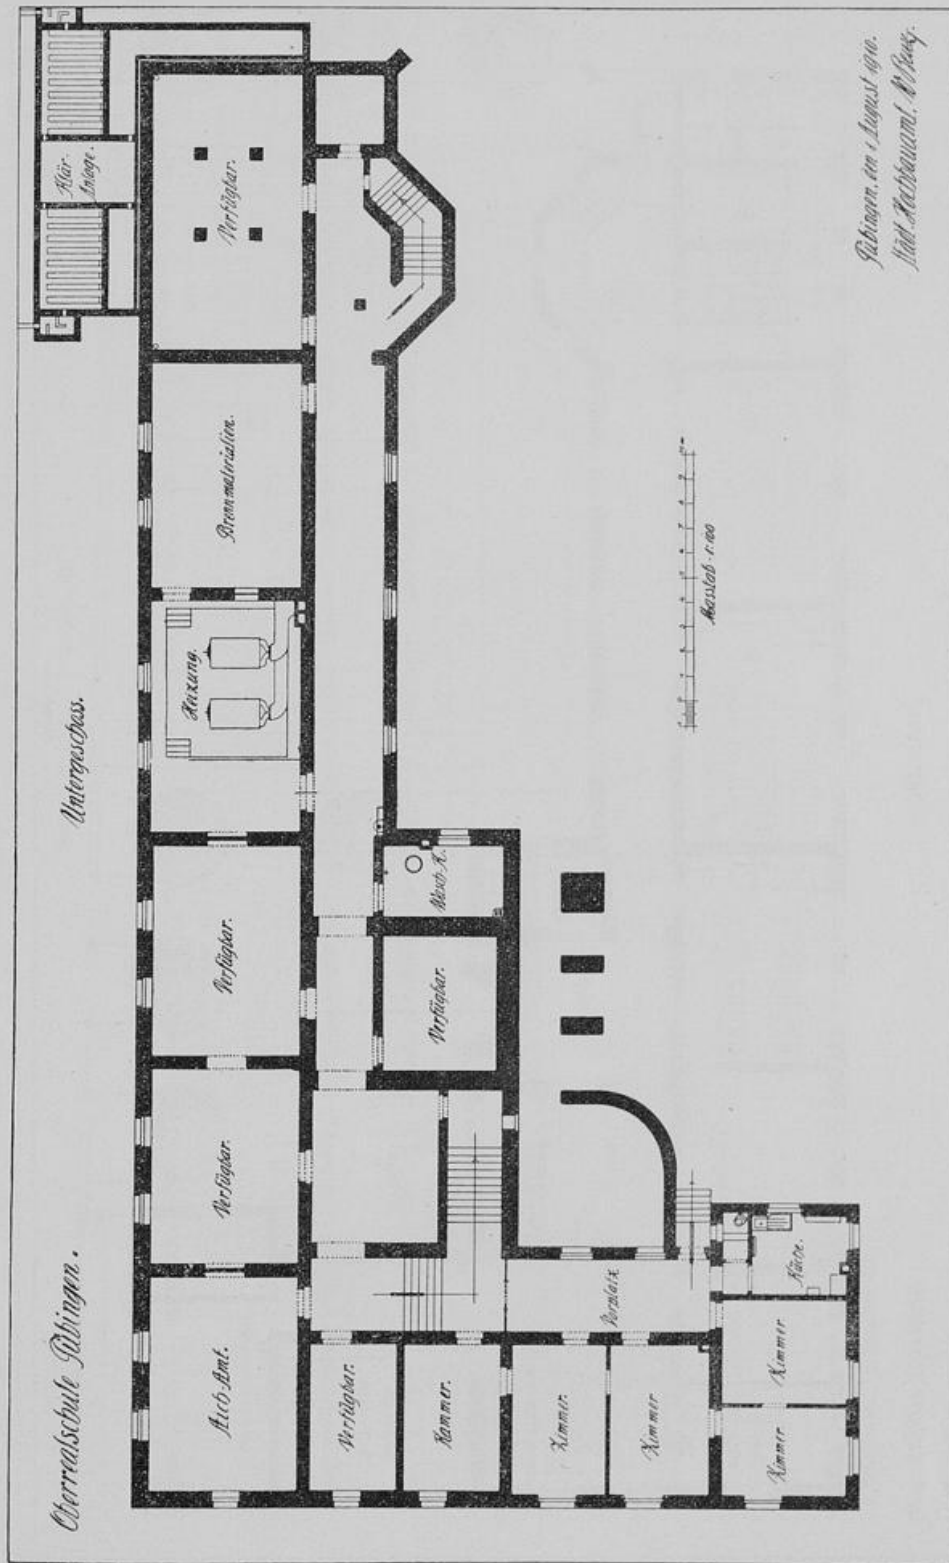 Oberrealschule Tübingen.
Untergeschoss.
Klär-
Anlage.
Verfügbar.
Brennmaterialien.
Heizung.
Verfügbar.
Verfügbar.
Aich-Amt.
Wasch-K.
Verfügbar.
Verfügbar.
Kammer.
Zimmer.
Zimmer
Vorplatz
Küche.
Zimmer
Zimmer
Masstab - 1:100
Tübingen, den 1 August 1910.
Städt. Hochbauamt.